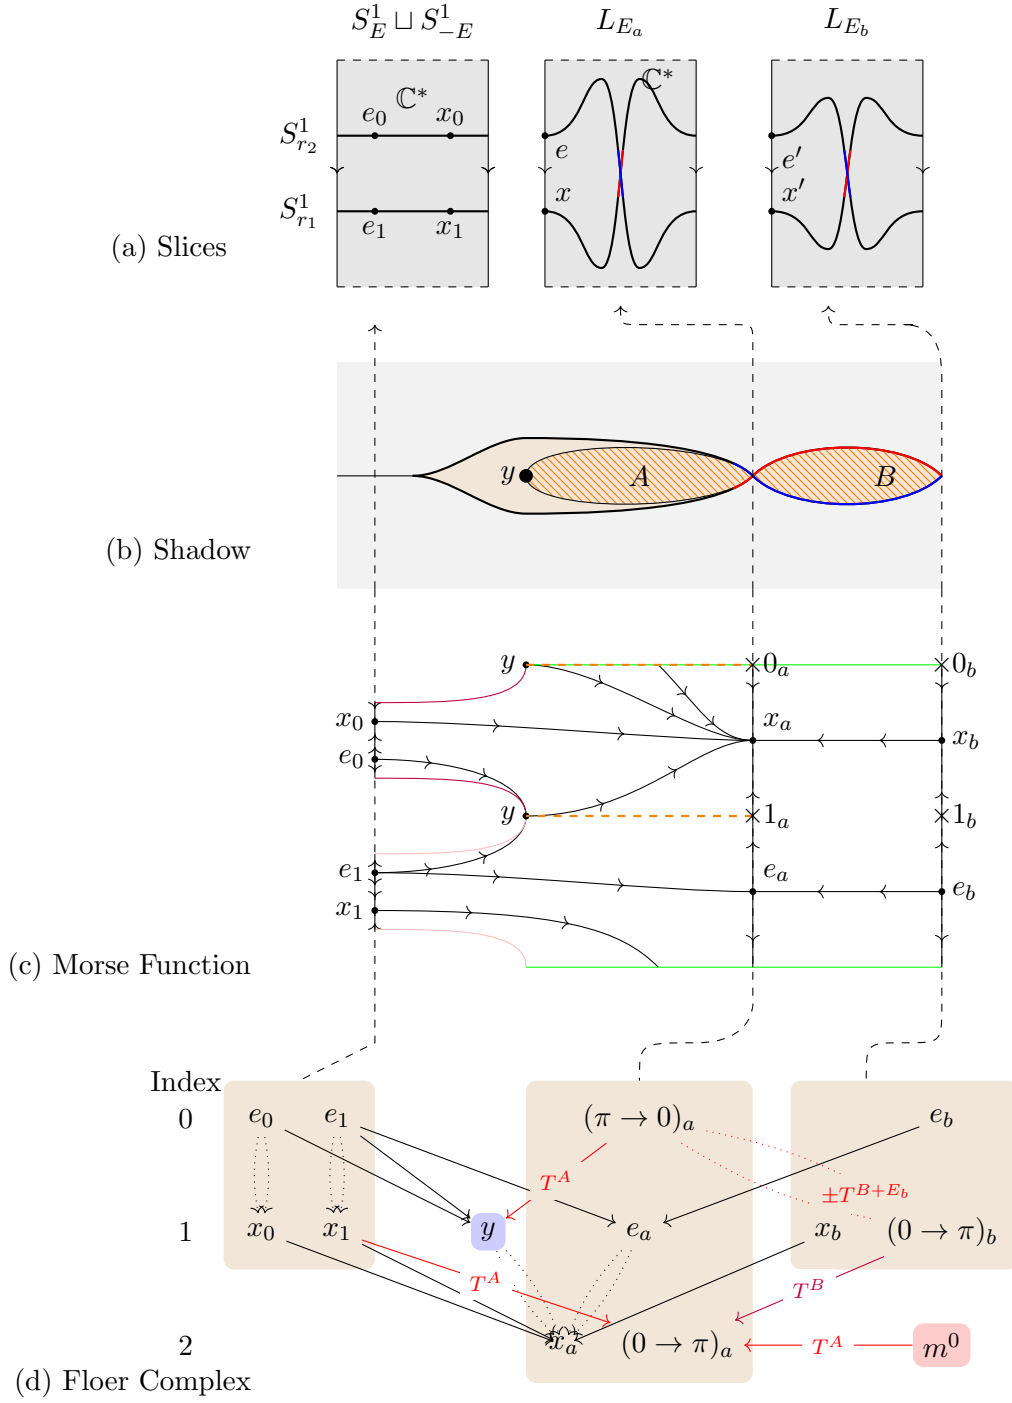 S^1_E ⊔ S^1_{-E} L_{E_a} L_{E_b}
ℂ* ℂ*
S^1_{r_2} e_0 x_0 e e'
S^1_{r_1} e_1 x_1 x x'
(a) Slices
y A B
(b) Shadow
y 0_a 0_b
x_0 x_a x_b
e_0
y 1_a 1_b
e_1 e_a e_b
x_1
(c) Morse Function
Index
0 e_0 e_1 (π → 0)_a e_b
T^A ±T^{B+E_b}
1 x_0 x_1 y e_a x_b (0 → π)_b
T^A T^B
2 x_a (0 → π)_a T^A m^0
(d) Floer Complex